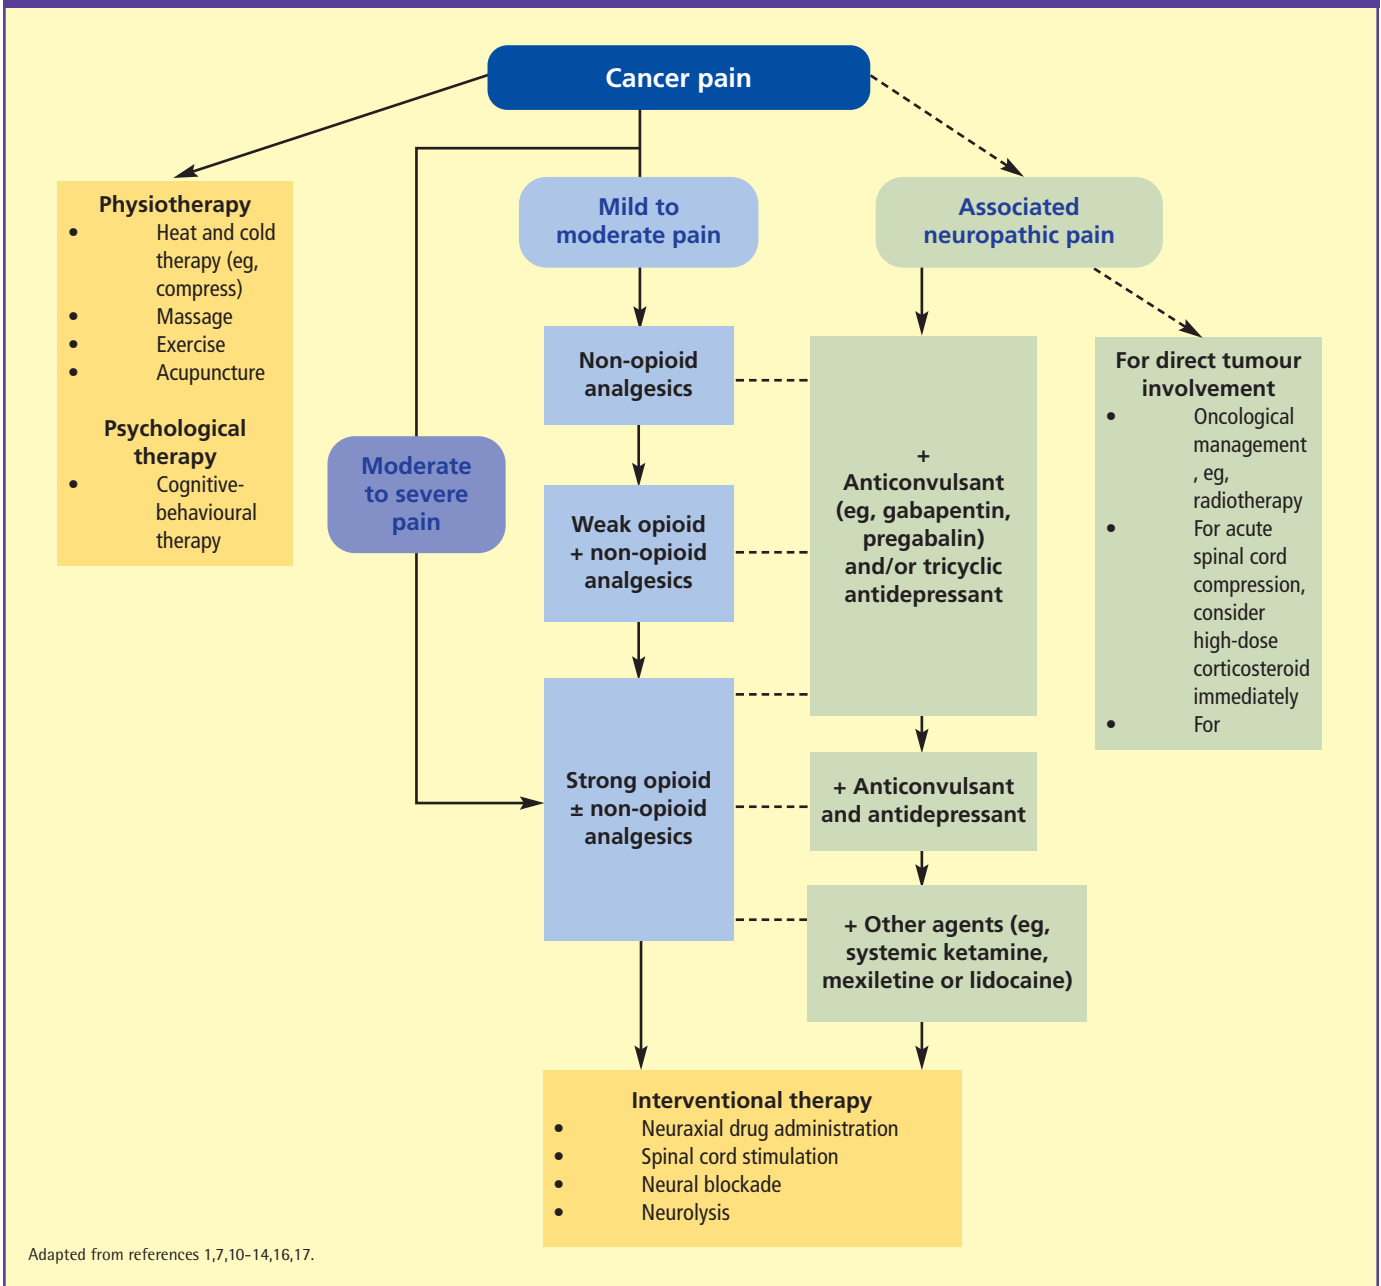 Cancer pain
Physiotherapy
• Heat and cold
therapy (eg,
compress)
• Massage
• Exercise
• Acupuncture
Psychological
therapy
• Cognitive-
behavioural
therapy
Moderate
to severe
pain
Mild to
moderate pain
Non-opioid
analgesics
Weak opioid
+ non-opioid
analgesics
Strong opioid
± non-opioid
analgesics
Associated
neuropathic pain
+
Anticonvulsant
(eg, gabapentin,
pregabalin)
and/or tricyclic
antidepressant
+ Anticonvulsant
and antidepressant
+ Other agents (eg,
systemic ketamine,
mexiletine or lidocaine)
For direct tumour
involvement
• Oncological
management
, eg,
radiotherapy
• For acute
spinal cord
compression,
consider
high-dose
corticosteroid
immediately
• For
Interventional therapy
• Neuraxial drug administration
• Spinal cord stimulation
• Neural blockade
• Neurolysis
Adapted from references 1,7,10-14,16,17.